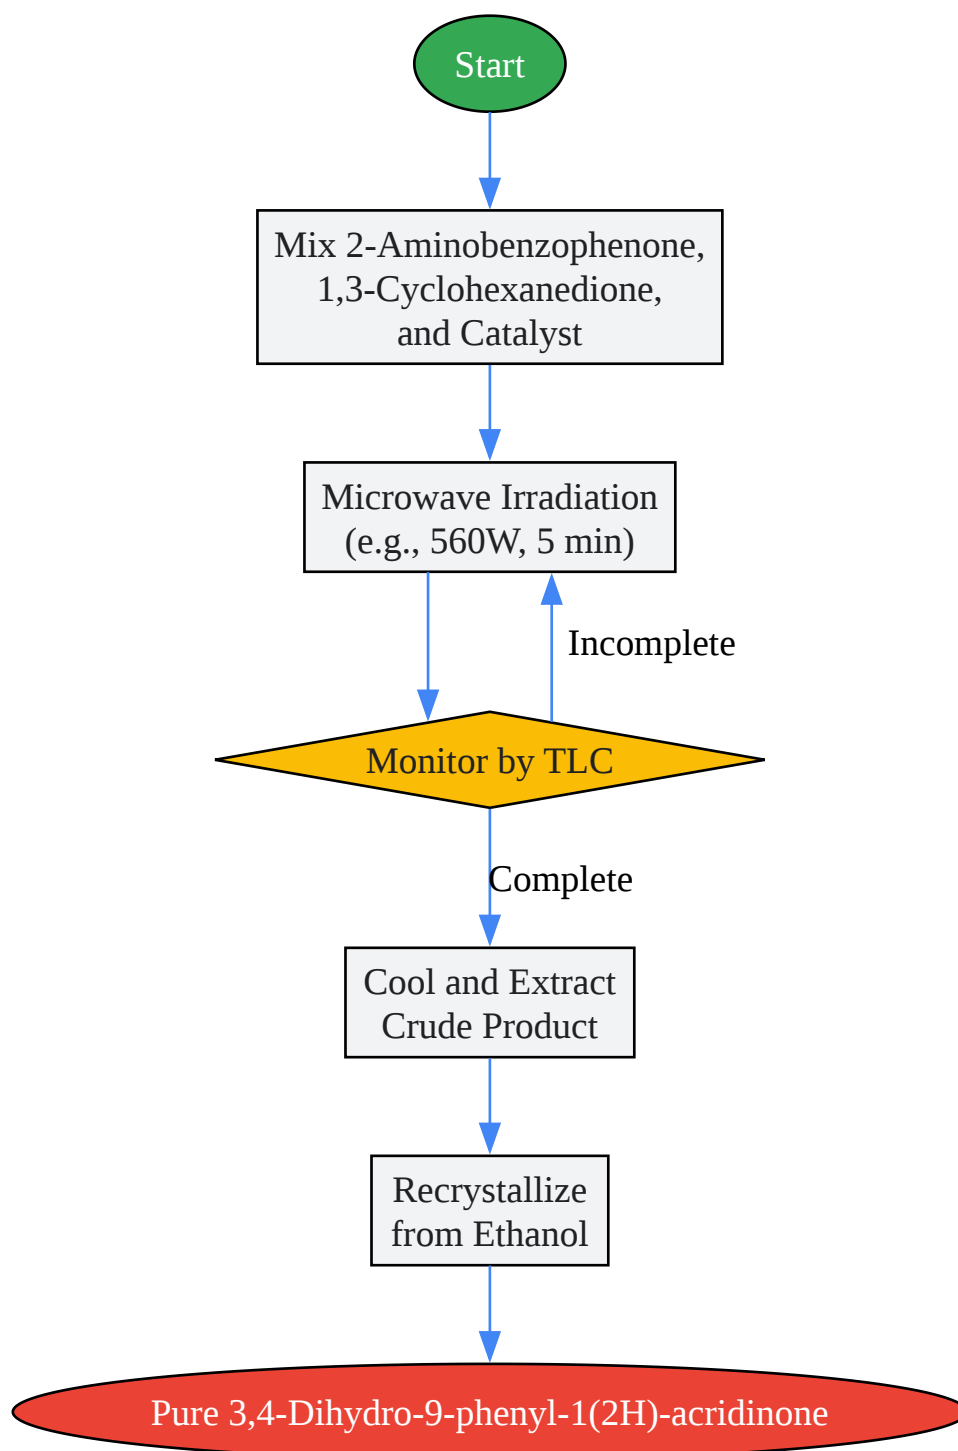 Start
Mix 2-Aminobenzophenone,
1,3-Cyclohexanedione,
and Catalyst
Microwave Irradiation
(e.g., 560W, 5 min)
Incomplete
Monitor by TLC
Complete
Cool and Extract
Crude Product
Recrystallize
from Ethanol
Pure 3,4-Dihydro-9-phenyl-1(2H)-acridinone